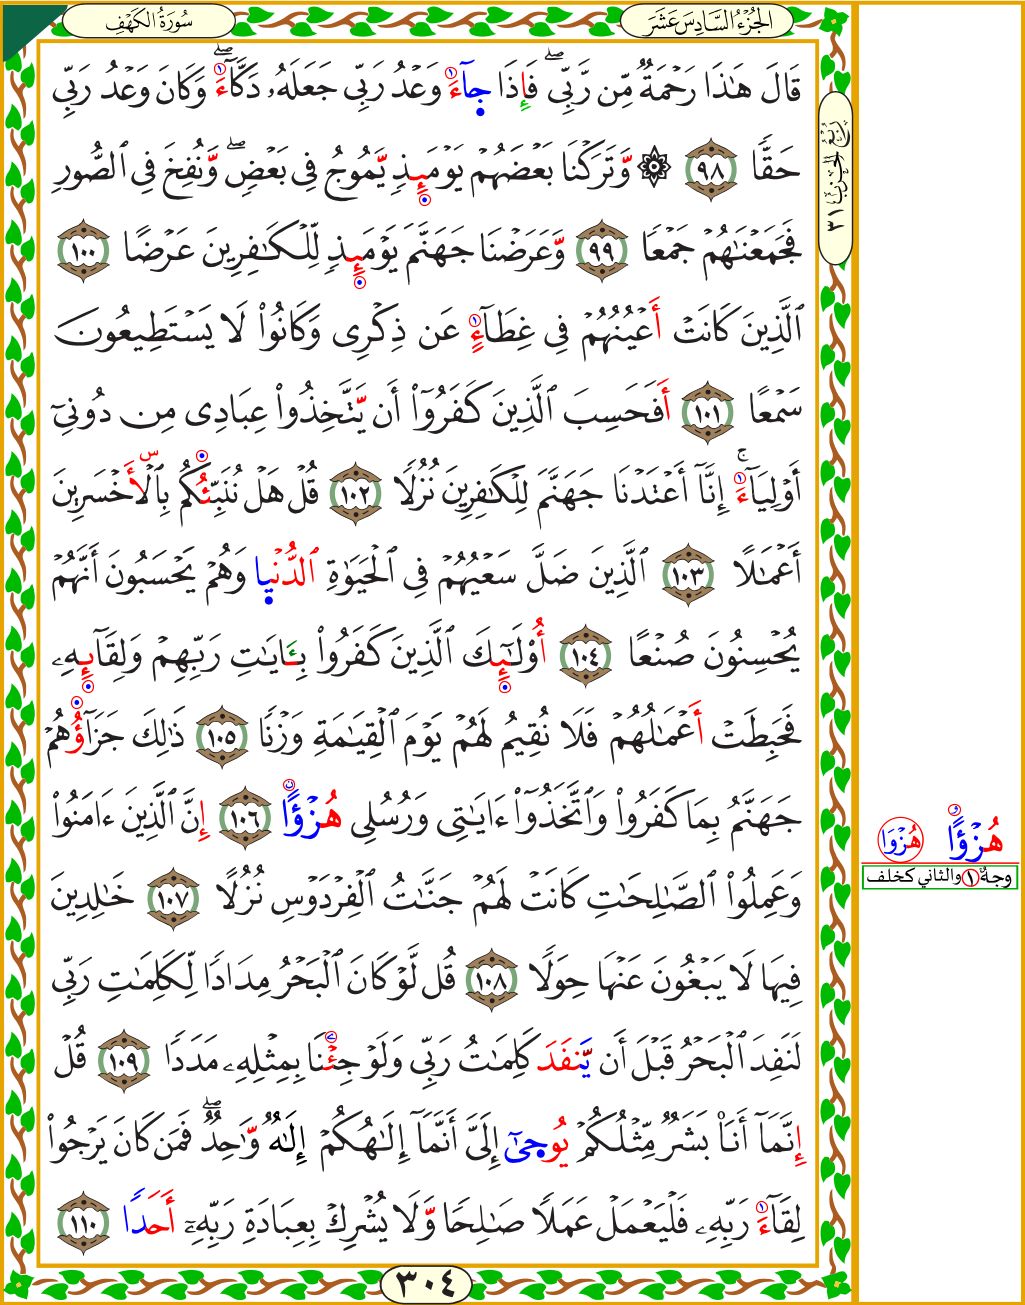 الجُزْءُ السَّادِسَ عَشَرَ
سُورَةُ الكَهْفِ
قَالَ هَٰذَا رَحْمَةٌ مِّن رَّبِّي ۖ فَإِذَا جَآءَ وَعْدُ رَبِّي جَعَلَهُۥ دَكَّآءَ ۖ وَكَانَ وَعْدُ رَبِّي
حَقًّا ٩٨ ۞ وَتَرَكْنَا بَعْضَهُمْ يَوْمَئِذٍ يَمُوجُ فِي بَعْضٍ ۖ وَنُفِخَ فِي ٱلصُّورِ
فَجَمَعْنَٰهُمْ جَمْعًا ٩٩ وَعَرَضْنَا جَهَنَّمَ يَوْمَئِذٍ لِّلْكَٰفِرِينَ عَرْضًا ١٠٠
ٱلَّذِينَ كَانَتْ أَعْيُنُهُمْ فِي غِطَآءٍ عَن ذِكْرِي وَكَانُوا۟ لَا يَسْتَطِيعُونَ
سَمْعًا ١٠١ أَفَحَسِبَ ٱلَّذِينَ كَفَرُوٓا۟ أَن يَتَّخِذُوا۟ عِبَادِي مِن دُونِيٓ
أَوْلِيَآءَ ۚ إِنَّآ أَعْتَدْنَا جَهَنَّمَ لِلْكَٰفِرِينَ نُزُلًا ١٠٢ قُلْ هَلْ نُنَبِّئُكُم بِٱلْأَخْسَرِينَ
أَعْمَٰلًا ١٠٣ ٱلَّذِينَ ضَلَّ سَعْيُهُمْ فِي ٱلْحَيَوٰةِ ٱلدُّنْيَا وَهُمْ يَحْسَبُونَ أَنَّهُمْ
يُحْسِنُونَ صُنْعًا ١٠٤ أُو۟لَٰٓئِكَ ٱلَّذِينَ كَفَرُوا۟ بِـَٔايَٰتِ رَبِّهِمْ وَلِقَآئِهِۦ
فَحَبِطَتْ أَعْمَٰلُهُمْ فَلَا نُقِيمُ لَهُمْ يَوْمَ ٱلْقِيَٰمَةِ وَزْنًا ١٠٥ ذَٰلِكَ جَزَآؤُهُمْ
جَهَنَّمُ بِمَا كَفَرُوا۟ وَٱتَّخَذُوٓا۟ ءَايَٰتِي وَرُسُلِي هُزْؤًا ١٠٦ إِنَّ ٱلَّذِينَ ءَامَنُوا۟
وَعَمِلُوا۟ ٱلصَّٰلِحَٰتِ كَانَتْ لَهُمْ جَنَّٰتُ ٱلْفِرْدَوْسِ نُزُلًا ١٠٧ خَٰلِدِينَ
فِيهَا لَا يَبْغُونَ عَنْهَا حِوَلًا ١٠٨ قُل لَّوْ كَانَ ٱلْبَحْرُ مِدَادًا لِّكَلِمَٰتِ رَبِّي
لَنَفِدَ ٱلْبَحْرُ قَبْلَ أَن يَنفَدَ كَلِمَٰتُ رَبِّي وَلَوْ جِئْنَا بِمِثْلِهِۦ مَدَدًا ١٠٩ قُلْ
إِنَّمَآ أَنَا۠ بَشَرٌ مِّثْلُكُمْ يُوحَىٰٓ إِلَيَّ أَنَّمَآ إِلَٰهُكُمْ إِلَٰهٌ وَٰحِدٌ ۖ فَمَن كَانَ يَرْجُوا۟
لِقَآءَ رَبِّهِۦ فَلْيَعْمَلْ عَمَلًا صَٰلِحًا وَلَا يُشْرِكْ بِعِبَادَةِ رَبِّهِۦٓ أَحَدًا ١١٠
٣٠٤
رُبْعُ الحِزْبِ ٣١
هُزْؤًا هُزْوَا
وجهٌ ١ والثاني كخلف